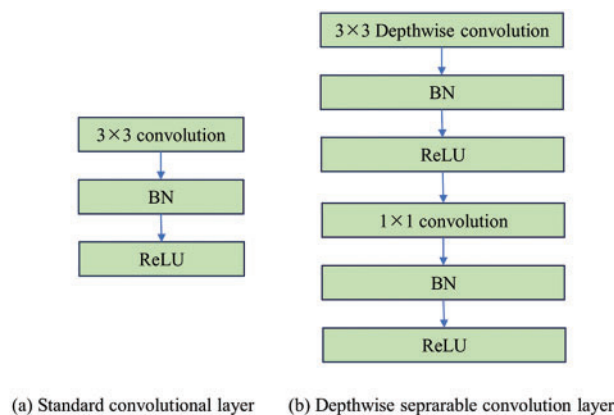 3×3 convolution
BN
ReLU
3×3 Depthwise convolution
BN
ReLU
1×1 convolution
BN
ReLU
(a) Standard convolutional layer
(b) Depthwise seprarable convolution layer